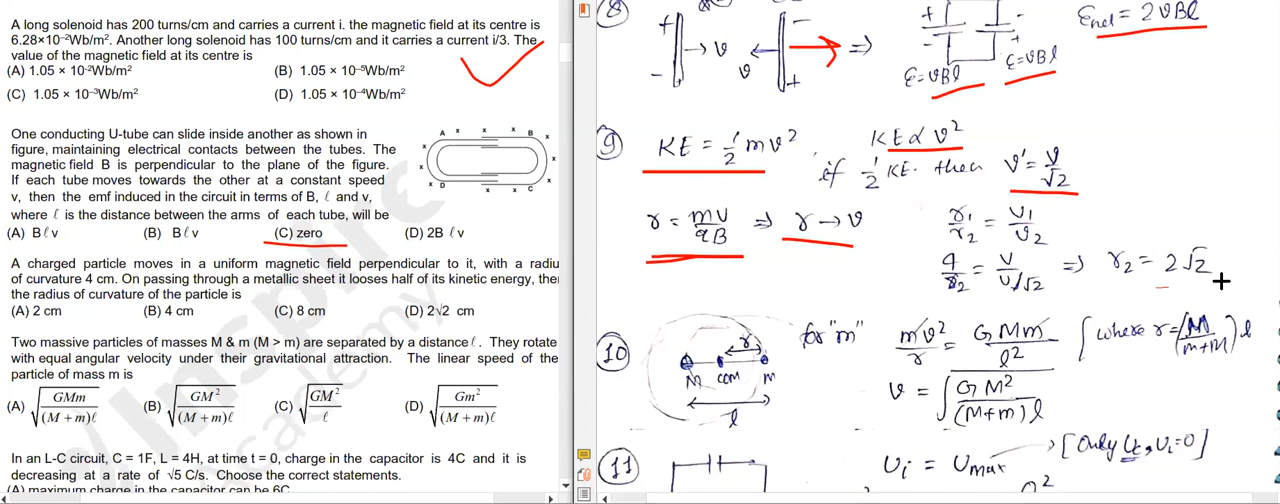 A long solenoid has 200 turns/cm and carries a current i. the magnetic field at its centre is
6.28×10⁻²Wb/m². Another long solenoid has 100 turns/cm and it carries a current i/3. The
value of the magnetic field at its centre is
(A) 1.05 × 10⁻²Wb/m² (B) 1.05 × 10⁻⁵Wb/m²
(C) 1.05 × 10⁻³Wb/m² (D) 1.05 × 10⁻⁴Wb/m²
One conducting U-tube can slide inside another as shown in
figure, maintaining electrical contacts between the tubes. The
magnetic field B is perpendicular to the plane of the figure.
If each tube moves towards the other at a constant speed
v, then the emf induced in the circuit in terms of B, ℓ and v,
where ℓ is the distance between the arms of each tube, will be
A x x x B x
x x
x D x C x
(A) Bℓv (B) Bℓv (C) zero (D) 2Bℓv
A charged particle moves in a uniform magnetic field perpendicular to it, with a radiu
of curvature 4 cm. On passing through a metallic sheet it looses half of its kinetic energy, the
the radius of curvature of the particle is
(A) 2 cm (B) 4 cm (C) 8 cm (D) 2√2 cm
Two massive particles of masses M & m (M > m) are separated by a distance ℓ. They rotate
with equal angular velocity under their gravitational attraction. The linear speed of the
particle of mass m is
(A) √(GMm/(M+m)ℓ) (B) √(GM²/(M+m)ℓ) (C) √(GM²/ℓ) (D) √(Gm²/(M+m)ℓ)
In an L-C circuit, C = 1F, L = 4H, at time t = 0, charge in the capacitor is 4C and it is
decreasing at a rate of √5 C/s. Choose the correct statements.
(A) maximum charge in the capacitor can be 6C
Inspire
Academy
8
+ - → v v ← - + ⇒ + - - + ε = vBl ε = vBl
εnet = 2vBl
9 KE = 1/2 mv², KE ∝ v²
if 1/2 KE. then v' = v/√2
r = mv/qB ⇒ r → v r₁/r₂ = v₁/v₂
4/r₂ = v/v/√2 ⇒ r₂ = 2√2
10 for "m" mv²/r = GMm/l² [where r = (M/m+M) l
r
M COM m
l
v = √(GM²/(M+m)l)
11 Ui = Umax